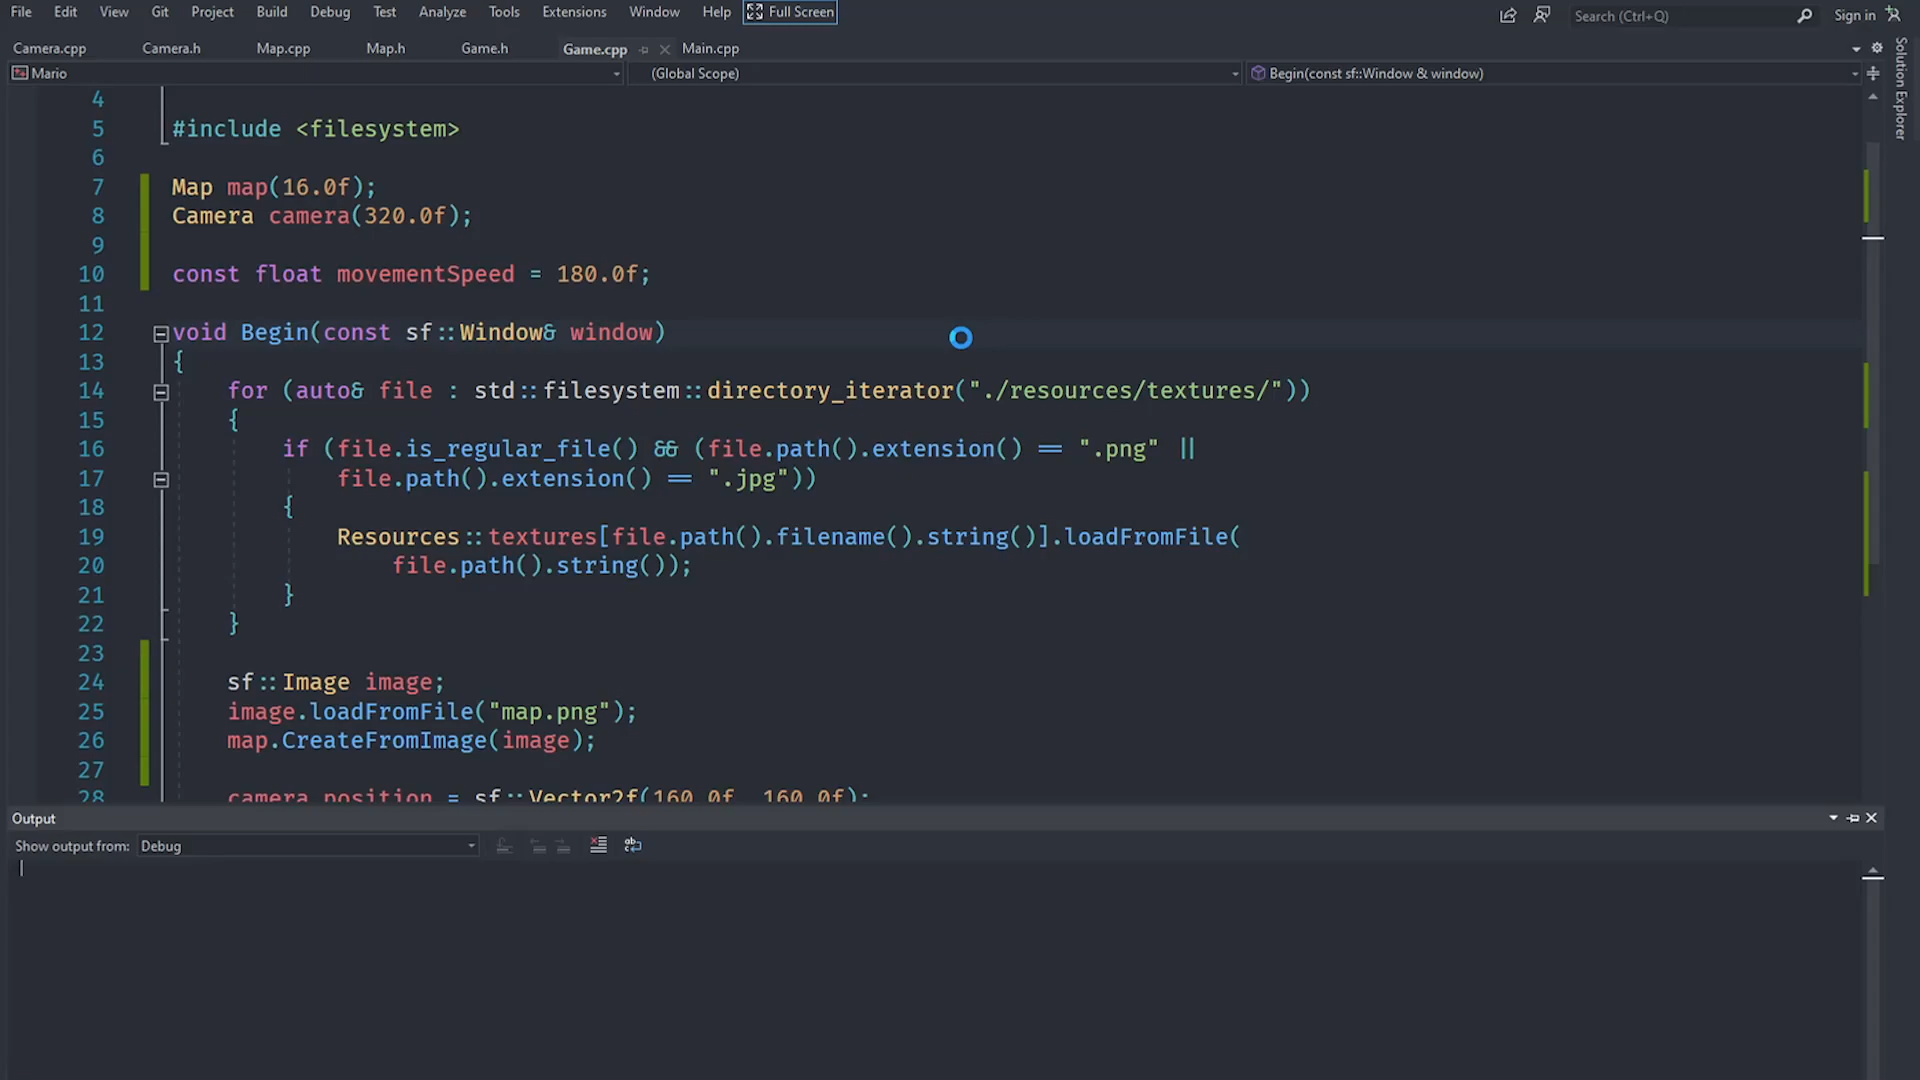 File Edit View Git Project Build Debug Test Analyze Tools Extensions Window Help Full Screen Search (Ctrl+Q) Sign in
Camera.cpp Camera.h Map.cpp Map.h Game.h Game.cpp Main.cpp
Mario (Global Scope) Begin(const sf::Window & window)
Solution Explorer
4
5 #include <filesystem>
6
7 Map map(16.0f);
8 Camera camera(320.0f);
9
10 const float movementSpeed = 180.0f;
11
12 void Begin(const sf::Window& window)
13 {
14 for (auto& file : std::filesystem::directory_iterator("./resources/textures/"))
15 {
16 if (file.is_regular_file() && (file.path().extension() == ".png" ||
17 file.path().extension() == ".jpg"))
18 {
19 Resources::textures[file.path().filename().string()].loadFromFile(
20 file.path().string());
21 }
22 }
23
24 sf::Image image;
25 image.loadFromFile("map.png");
26 map.CreateFromImage(image);
27
28 camera.position = sf::Vector2f(160.0f, 160.0f);
Output
Show output from: Debug